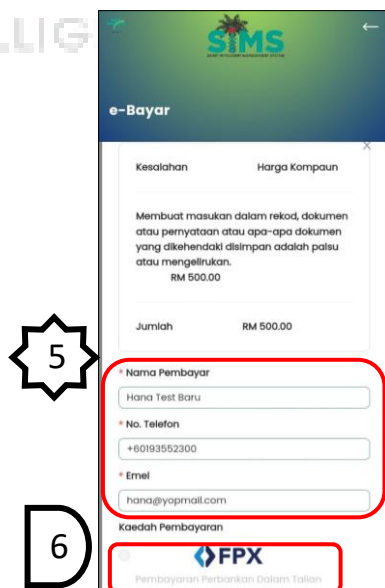 LLIG
SIMS
e-Bayar
Kesalahan Harga Kompaun
Membuat masukan dalam rekod, dokumen
atau pernyataan atau apa-apa dokumen
yang dikehendaki disimpan adalah palsu
atau mengelirukan.
RM 500.00
Jumlah RM 500.00
5
* Nama Pembayar
Hana Test Baru
* No. Telefon
+60193552300
* Emel
hana@yopmail.com
Kaedah Pembayaran
6
FPX
Pembayaran Perbankan Dalam Talian